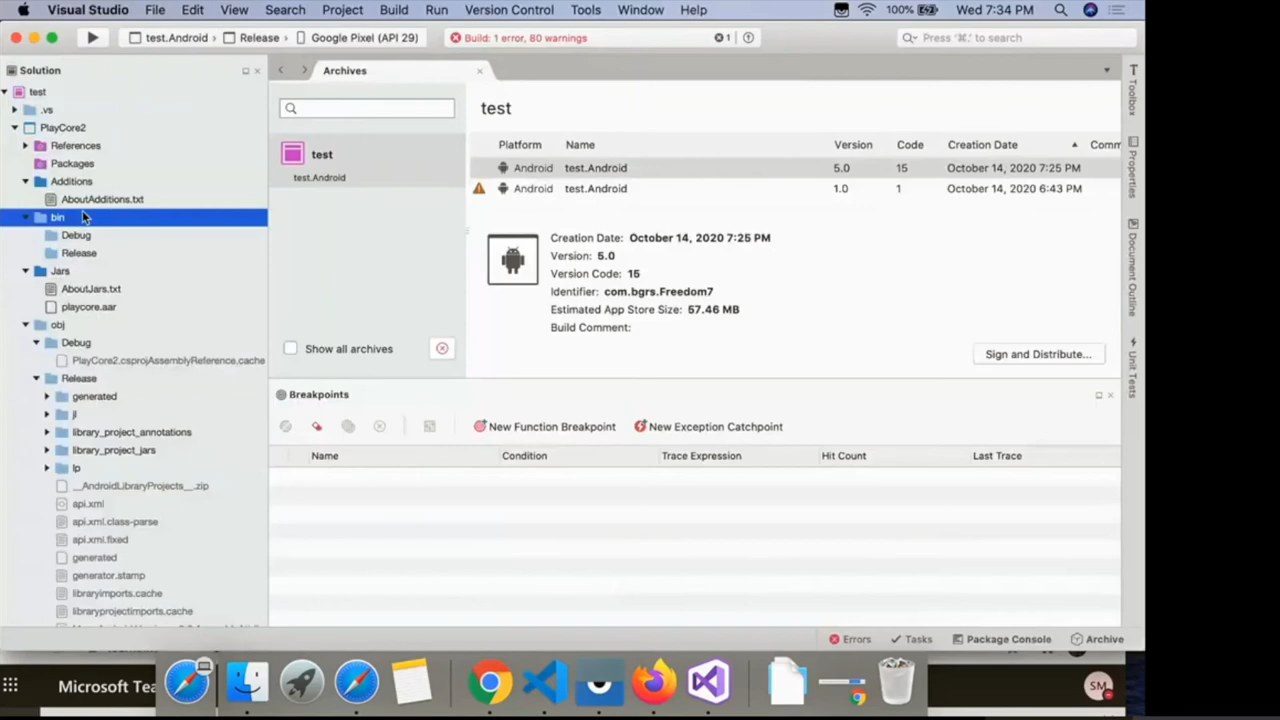 Visual Studio File Edit View Search Project Build Run Version Control Tools Window Help 100% Wed 7:34 PM
test.Android › Release › Google Pixel (API 29) Build: 1 error, 80 warnings 1 Press '⌘.' to search
Solution
test
.vs
PlayCore2
References
Packages
Additions
AboutAdditions.txt
bin
Debug
Release
Jars
AboutJars.txt
playcore.aar
obj
Debug
PlayCore2.csprojAssemblyReference.cache
Release
generated
jl
library_project_annotations
library_project_jars
lp
__AndroidLibraryProjects__.zip
api.xml
api.xml.class-parse
api.xml.fixed
generated
generator.stamp
libraryimports.cache
libraryprojectimports.cache
Archives
test
test.Android
Show all archives
test
Platform Name Version Code Creation Date Comm
Android test.Android 5.0 15 October 14, 2020 7:25 PM
Android test.Android 1.0 1 October 14, 2020 6:43 PM
Creation Date: October 14, 2020 7:25 PM
Version: 5.0
Version Code: 15
Identifier: com.bgrs.Freedom7
Estimated App Store Size: 57.46 MB
Build Comment:
Sign and Distribute...
Breakpoints
New Function Breakpoint New Exception Catchpoint
Name Condition Trace Expression Hit Count Last Trace
Toolbox
Properties
Document Outline
Unit Tests
Errors Tasks Package Console Archive
Microsoft Tea
SM